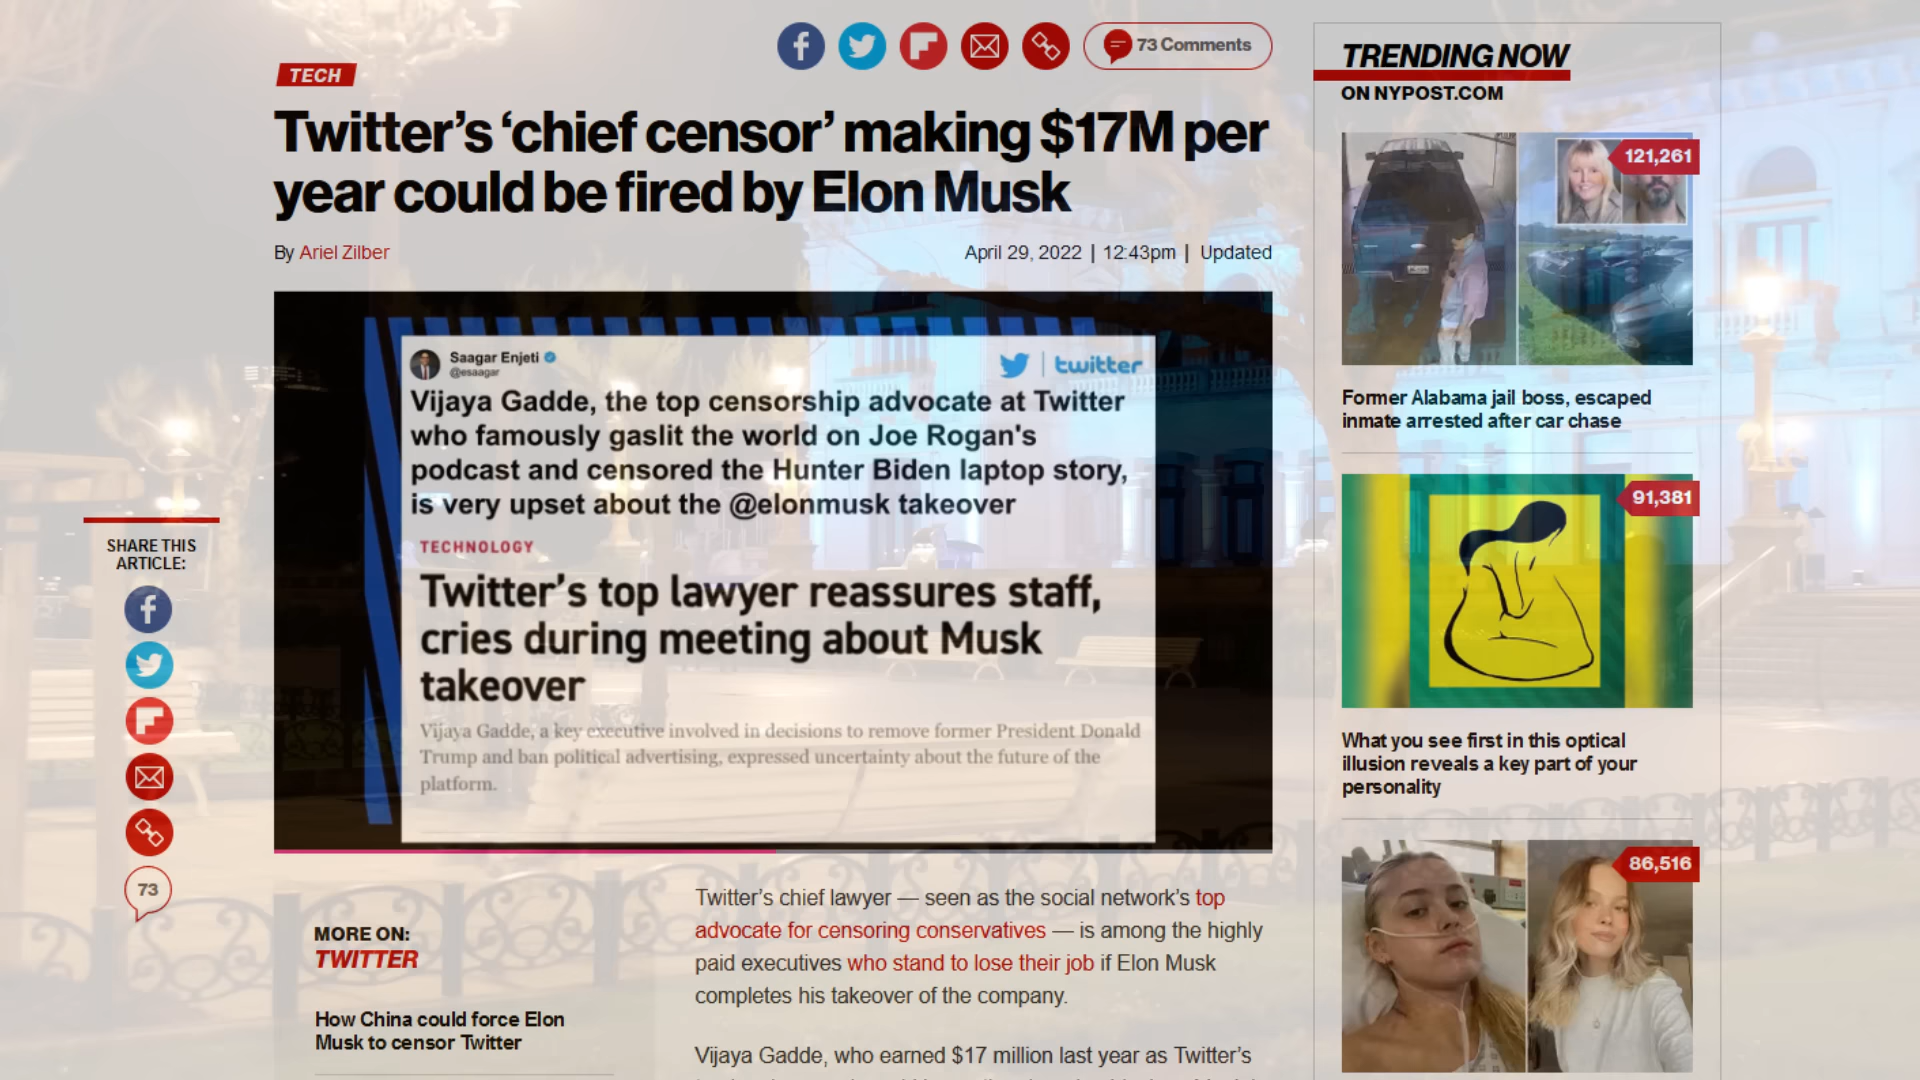 73 Comments
TECH
Twitter's ‘chief censor’ making $17M per
year could be fired by Elon Musk
By Ariel Zilber
April 29, 2022 | 12:43pm | Updated
Saagar Enjeti
@esaagar
twitter
Vijaya Gadde, the top censorship advocate at Twitter
who famously gaslit the world on Joe Rogan's
podcast and censored the Hunter Biden laptop story,
is very upset about the @elonmusk takeover
TECHNOLOGY
Twitter's top lawyer reassures staff,
cries during meeting about Musk
takeover
Vijaya Gadde, a key executive involved in decisions to remove former President Donald
Trump and ban political advertising, expressed uncertainty about the future of the
platform.
SHARE THIS
ARTICLE:
73
MORE ON:
TWITTER
How China could force Elon
Musk to censor Twitter
Twitter's chief lawyer — seen as the social network's top
advocate for censoring conservatives — is among the highly
paid executives who stand to lose their job if Elon Musk
completes his takeover of the company.
Vijaya Gadde, who earned $17 million last year as Twitter's
TRENDING NOW
ON NYPOST.COM
121,261
Former Alabama jail boss, escaped
inmate arrested after car chase
91,381
What you see first in this optical
illusion reveals a key part of your
personality
86,516